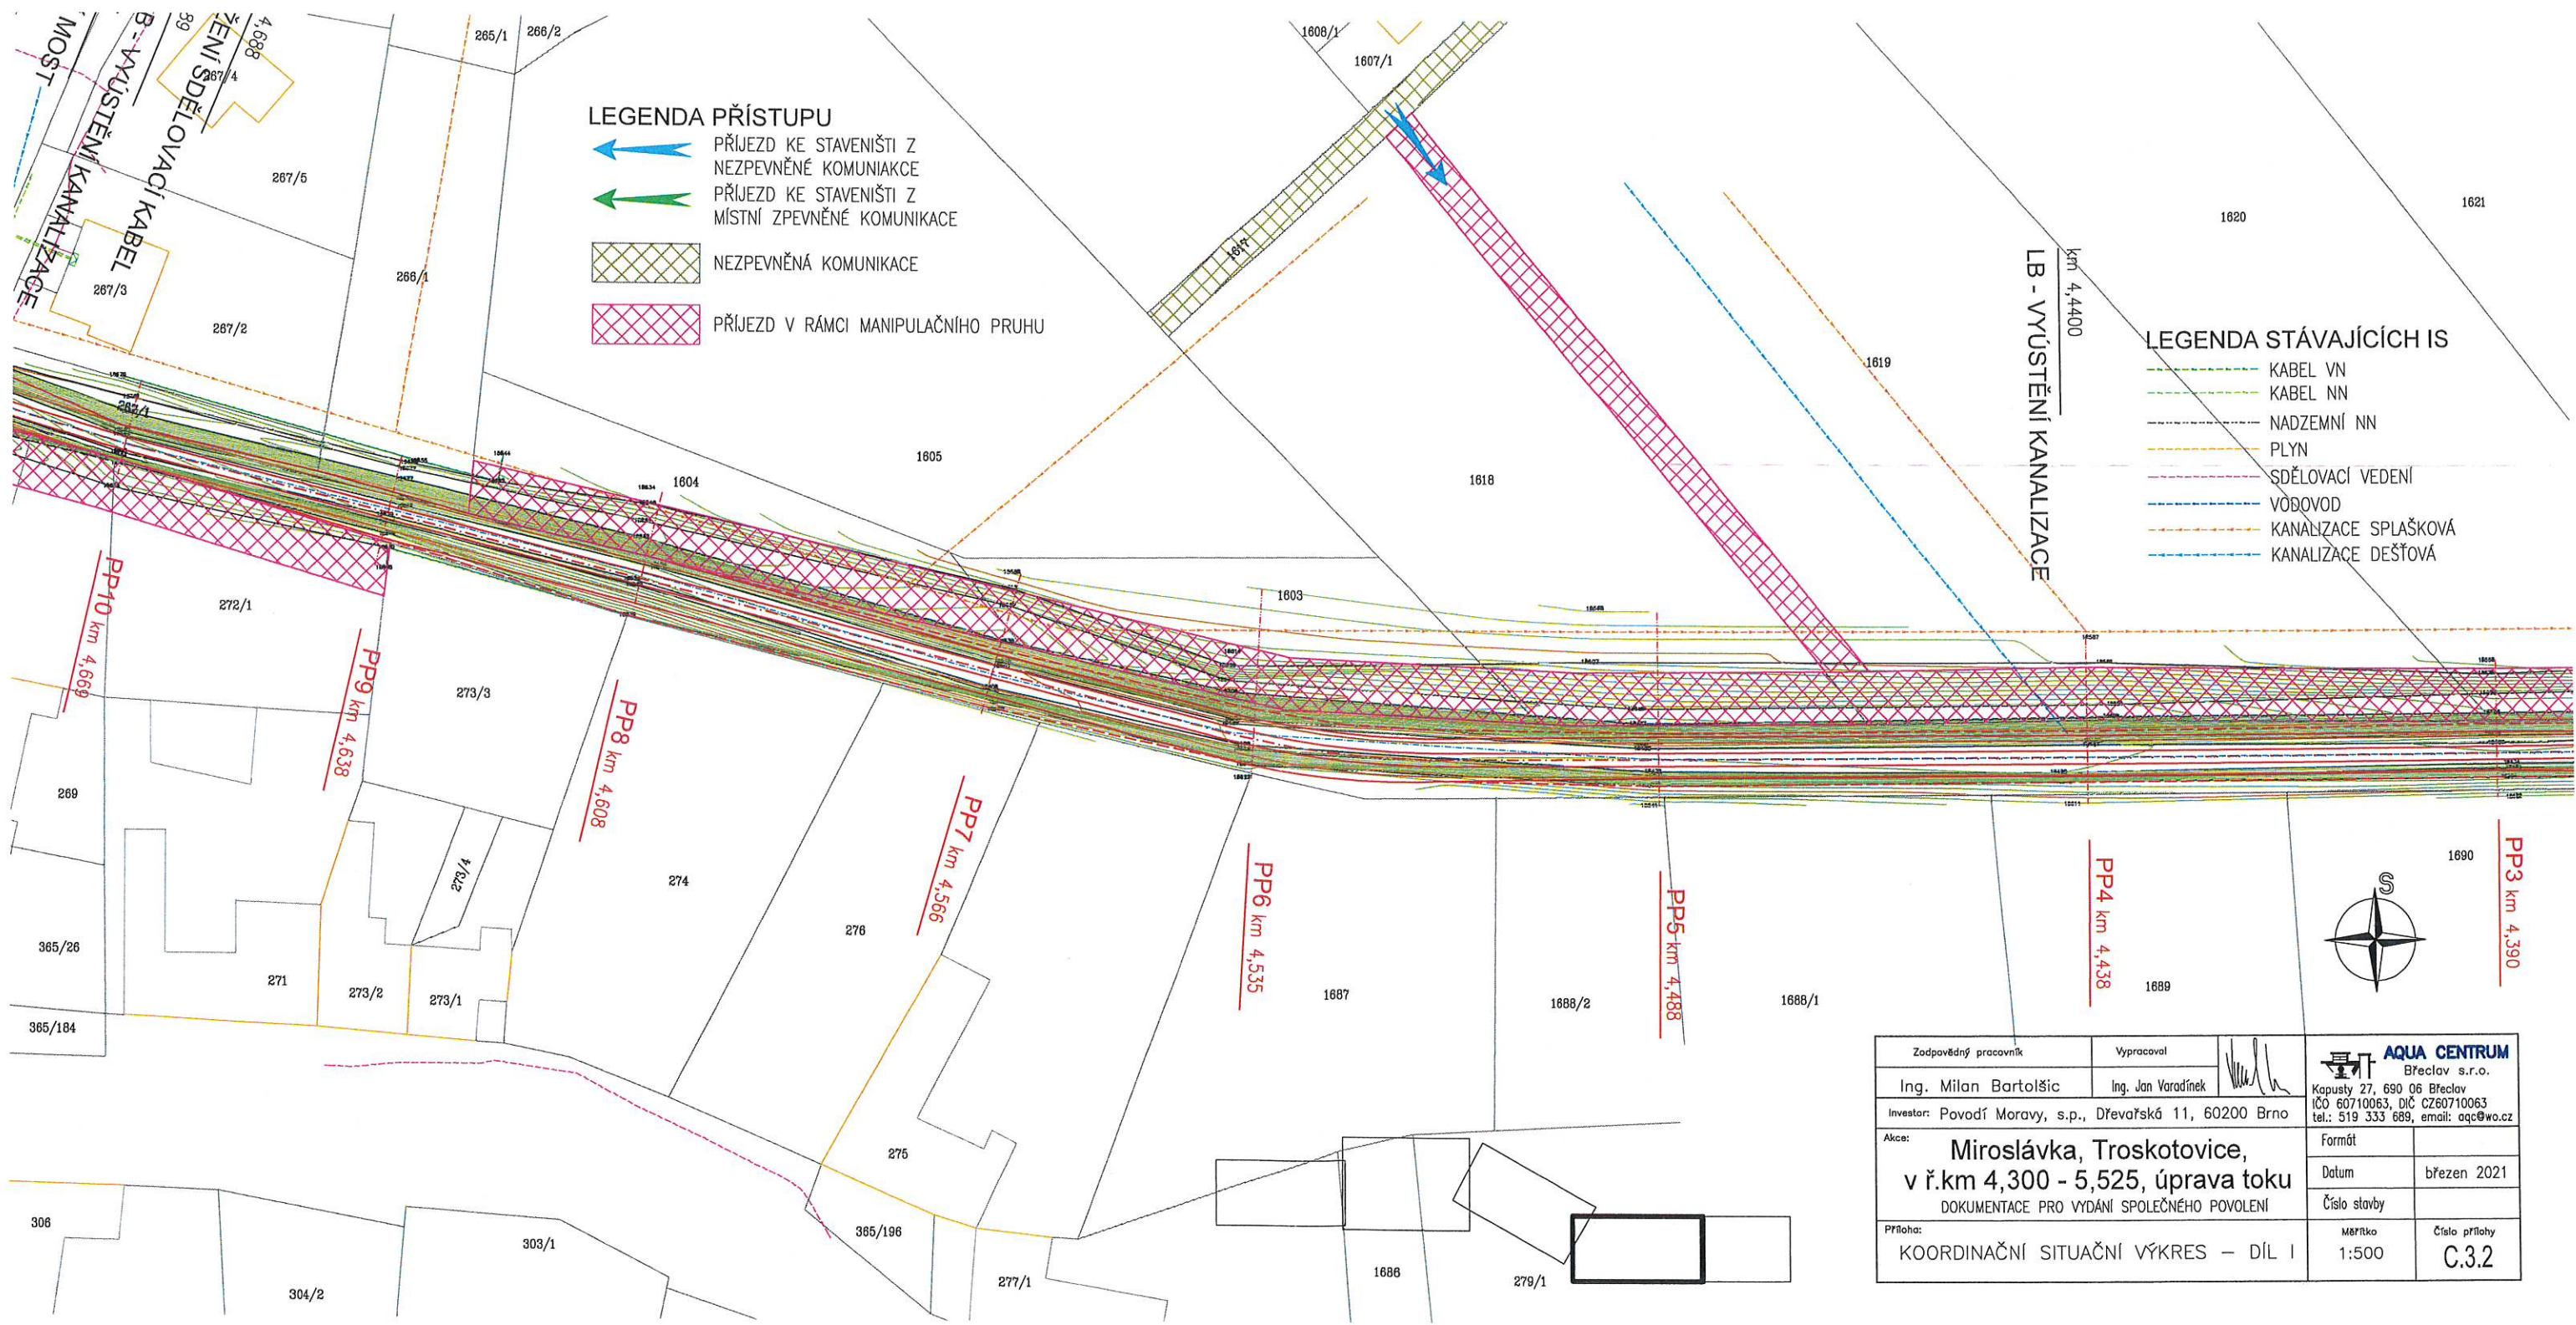 4,688
ZENÍ SDĚLOVACÍ KABEL
89
B - VYÚSTĚNÍ KANALIZACE
MOST
267/4
265/1
266/2
267/5
266/1
267/3
267/2
262/1
LEGENDA PŘÍSTUPU
PŘÍJEZD KE STAVENIŠTI Z
NEZPEVNĚNÉ KOMUNIAKCE
PŘÍJEZD KE STAVENIŠTI Z
MÍSTNÍ ZPEVNĚNÉ KOMUNIKACE
NEZPEVNĚNÁ KOMUNIKACE
PŘÍJEZD V RÁMCI MANIPULAČNÍHO PRUHU
1608/1
1607/1
1617
1620
1621
1619
km 4,4400
LB - VYÚSTĚNÍ KANALIZACE
LEGENDA STÁVAJÍCÍCH IS
KABEL VN
KABEL NN
NADZEMNÍ NN
PLYN
SDĚLOVACÍ VEDENÍ
VODOVOD
KANALIZACE SPLAŠKOVÁ
KANALIZACE DEŠŤOVÁ
1605
1604
1618
1603
PP10 km 4,669
PP9 km 4,638
PP8 km 4,608
PP7 km 4,566
PP6 km 4,535
PP5 km 4,488
PP4 km 4,438
PP3 km 4,390
272/1
273/3
269
273/4
274
276
365/26
271
273/2
273/1
365/184
1687
1688/2
1688/1
1689
1690
S
275
365/196
306
303/1
304/2
277/1
1686
279/1
Zodpovědný pracovník
Vypracoval
Ing. Milan Bartolšic
Ing. Jan Varadínek
AQUA CENTRUM
Břeclav s.r.o.
Kapusty 27, 690 06 Břeclav
IČO 60710063, DIČ CZ60710063
tel.: 519 333 689, email: aqc@wo.cz
Investor: Povodí Moravy, s.p., Dřevařská 11, 60200 Brno
Akce:
Miroslávka, Troskotovice,
v ř.km 4,300 - 5,525, úprava toku
DOKUMENTACE PRO VYDÁNÍ SPOLEČNÉHO POVOLENÍ
Formát
Datum
březen 2021
Číslo stavby
Příloha:
KOORDINAČNÍ SITUAČNÍ VÝKRES – DÍL I
Měřítko
1:500
Číslo přílohy
C.3.2